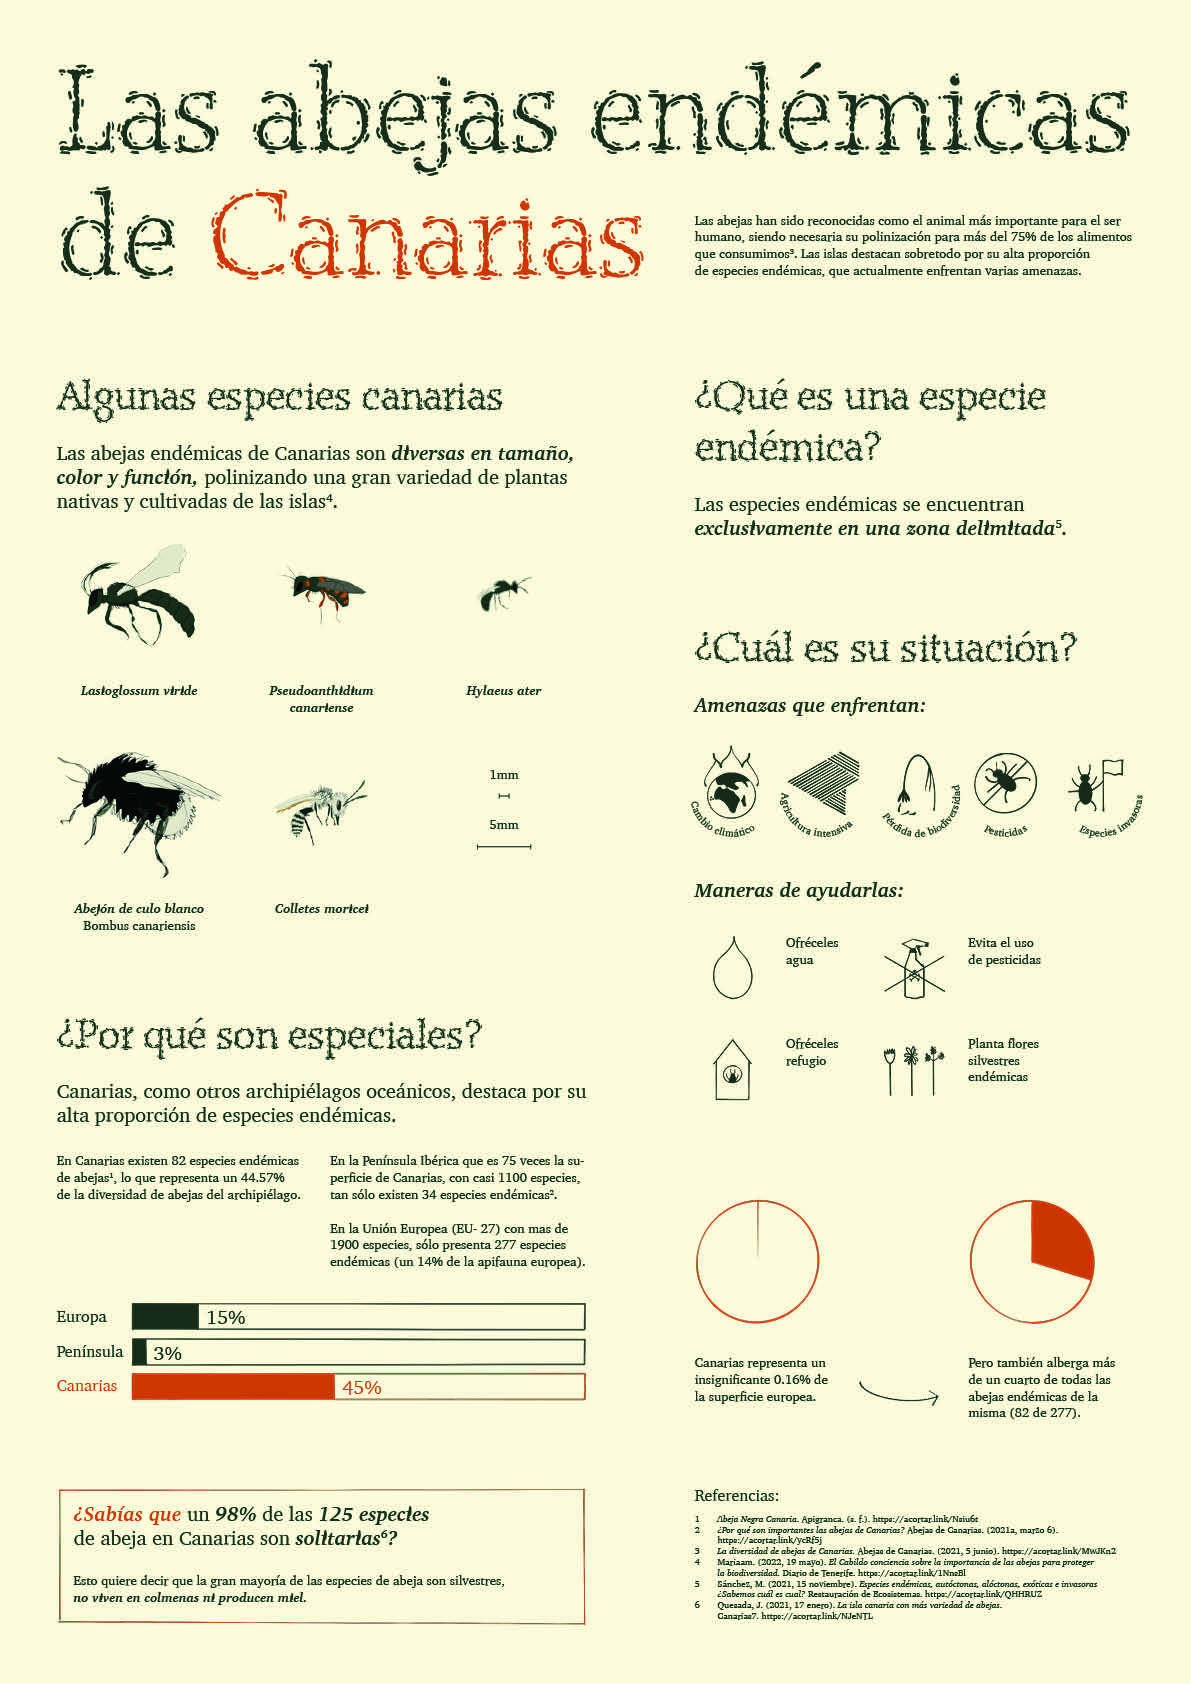 Las abejas endémicas
de Canarias
Las abejas han sido reconocidas como el animal más importante para el ser
humano, siendo necesaria su polinización para más del 75% de los alimentos
que consumimos³. Las islas destacan sobretodo por su alta proporción
de especies endémicas, que actualmente enfrentan varias amenazas.
Algunas especies canarias
Las abejas endémicas de Canarias son diversas en tamaño,
color y función, polinizando una gran variedad de plantas
nativas y cultivadas de las islas⁴.
Lasioglossum viride
Pseudoanthidium
canariense
Hylaeus ater
Abejón de culo blanco
Bombus canariensis
Colletes moricei
1mm
5mm
¿Por qué son especiales?
Canarias, como otros archipiélagos oceánicos, destaca por su
alta proporción de especies endémicas.
En Canarias existen 82 especies endémicas
de abejas¹, lo que representa un 44.57%
de la diversidad de abejas del archipiélago.
En la Península Ibérica que es 75 veces la su-
perficie de Canarias, con casi 1100 especies,
tan sólo existen 34 especies endémicas².
En la Unión Europea (EU- 27) con mas de
1900 especies, sólo presenta 277 especies
endémicas (un 14% de la apifauna europea).
Europa 15%
Península 3%
Canarias 45%
¿Sabías que un 98% de las 125 especies
de abeja en Canarias son solitarias⁶?
Esto quiere decir que la gran mayoría de las especies de abeja son silvestres,
no viven en colmenas ni producen miel.
¿Qué es una especie
endémica?
Las especies endémicas se encuentran
exclusivamente en una zona delimitada⁵.
¿Cuál es su situación?
Amenazas que enfrentan:
Cambio climático
Agricultura intensiva
Pérdida de biodiversidad
Pesticidas
Especies invasoras
Maneras de ayudarlas:
Ofréceles
agua
Evita el uso
de pesticidas
Ofréceles
refugio
Planta flores
silvestres
endémicas
Canarias representa un
insignificante 0.16% de
la superficie europea.
Pero también alberga más
de un cuarto de todas las
abejas endémicas de la
misma (82 de 277).
Referencias:
1 Abeja Negra Canaria. Apigranca. (s. f.). https://acortar.link/Nsiu6t
2 ¿Por qué son importantes las abejas de Canarias? Abejas de Canarias. (2021a, marzo 6).
https://acortar.link/ycRf5j
3 La diversidad de abejas de Canarias. Abejas de Canarias. (2021, 5 junio). https://acortar.link/MwJKn2
4 Mariaam. (2022, 19 mayo). El Cabildo conciencia sobre la importancia de las abejas para proteger
la biodiversidad. Diario de Tenerife. https://acortar.link/1NnsBl
5 Sánchez, M. (2021, 15 noviembre). Especies endémicas, autóctonas, alóctonas, exóticas e invasoras
¿Sabemos cuál es cual? Restauración de Ecosistemas. https://acortar.link/QHHRUZ
6 Quesada, J. (2021, 17 enero). La isla canaria con más variedad de abejas.
Canarias7. https://acortar.link/NJeNTL